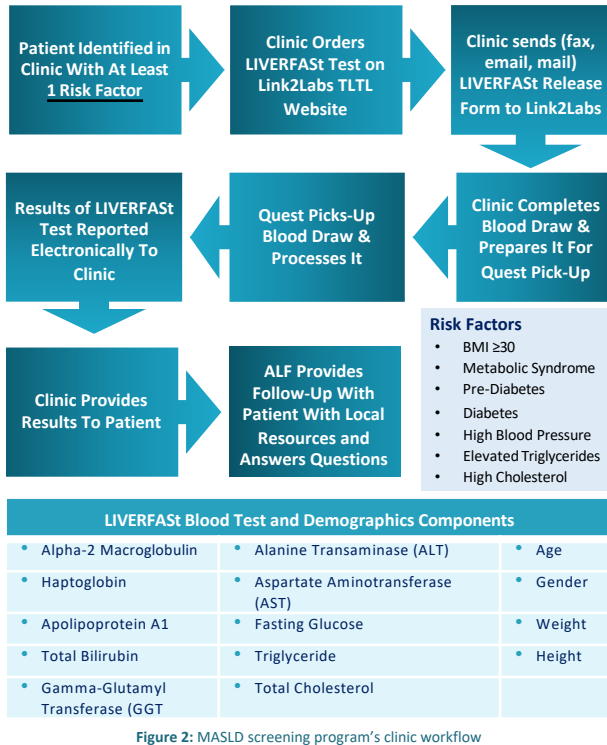 Patient Identified in
Clinic With At Least
1 Risk Factor
Clinic Orders
LIVERFASt Test on
Link2Labs TLTL
Website
Clinic sends (fax,
email, mail)
LIVERFASt Release
Form to Link2Labs
Clinic Completes
Blood Draw &
Prepares It For
Quest Pick-Up
Quest Picks-Up
Blood Draw &
Processes It
Results of LIVERFASt
Test Reported
Electronically To
Clinic
Clinic Provides
Results To Patient
ALF Provides
Follow-Up With
Patient With Local
Resources and
Answers Questions
Risk Factors
• BMI ≥30
• Metabolic Syndrome
• Pre-Diabetes
• Diabetes
• High Blood Pressure
• Elevated Triglycerides
• High Cholesterol
LIVERFASt Blood Test and Demographics Components
• Alpha-2 Macroglobulin
• Alanine Transaminase (ALT)
• Age
• Haptoglobin
• Aspartate Aminotransferase
(AST)
• Gender
• Apolipoprotein A1
• Fasting Glucose
• Weight
• Total Bilirubin
• Triglyceride
• Height
• Gamma-Glutamyl
Transferase (GGT
• Total Cholesterol
Figure 2: MASLD screening program's clinic workflow